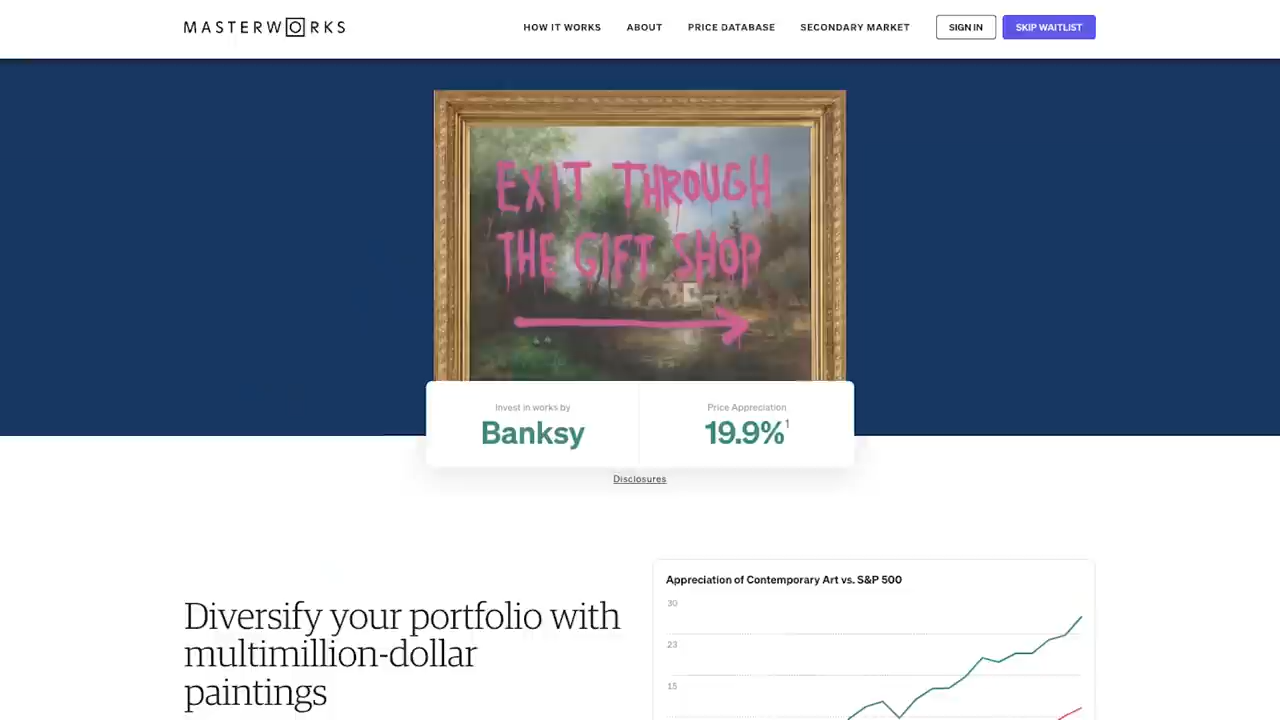 MASTERWORKS
HOW IT WORKS
ABOUT
PRICE DATABASE
SECONDARY MARKET
SIGN IN
SKIP WAITLIST
EXIT THROUGH
THE GIFT SHOP
Invest in works by
Banksy
Price Appreciation
19.9%1
Disclosures
Diversify your portfolio with
multimillion-dollar
paintings
Appreciation of Contemporary Art vs. S&P 500
30
23
15